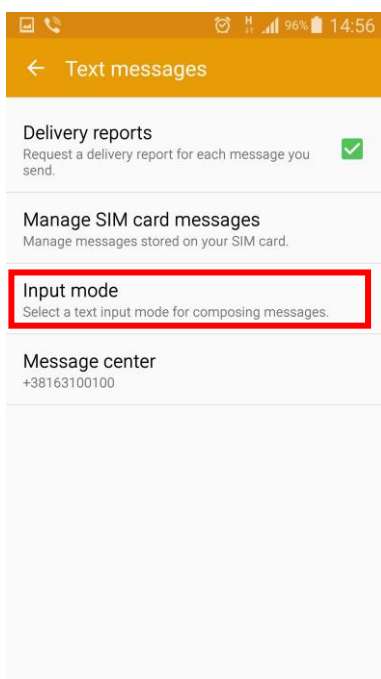 H 96% 14:56
Text messages
Delivery reports
Request a delivery report for each message you
send.
Manage SIM card messages
Manage messages stored on your SIM card.
Input mode
Select a text input mode for composing messages.
Message center
+38163100100